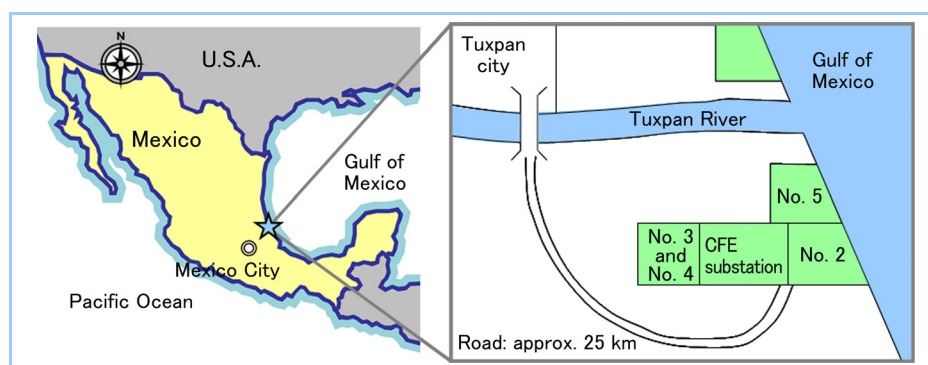 N
U.S.A.
Mexico
Gulf of
Mexico
Mexico City
Pacific Ocean
Tuxpan
city
Gulf of
Mexico
Tuxpan River
No. 5
No. 3
and
No. 4
CFE
substation
No. 2
Road: approx. 25 km